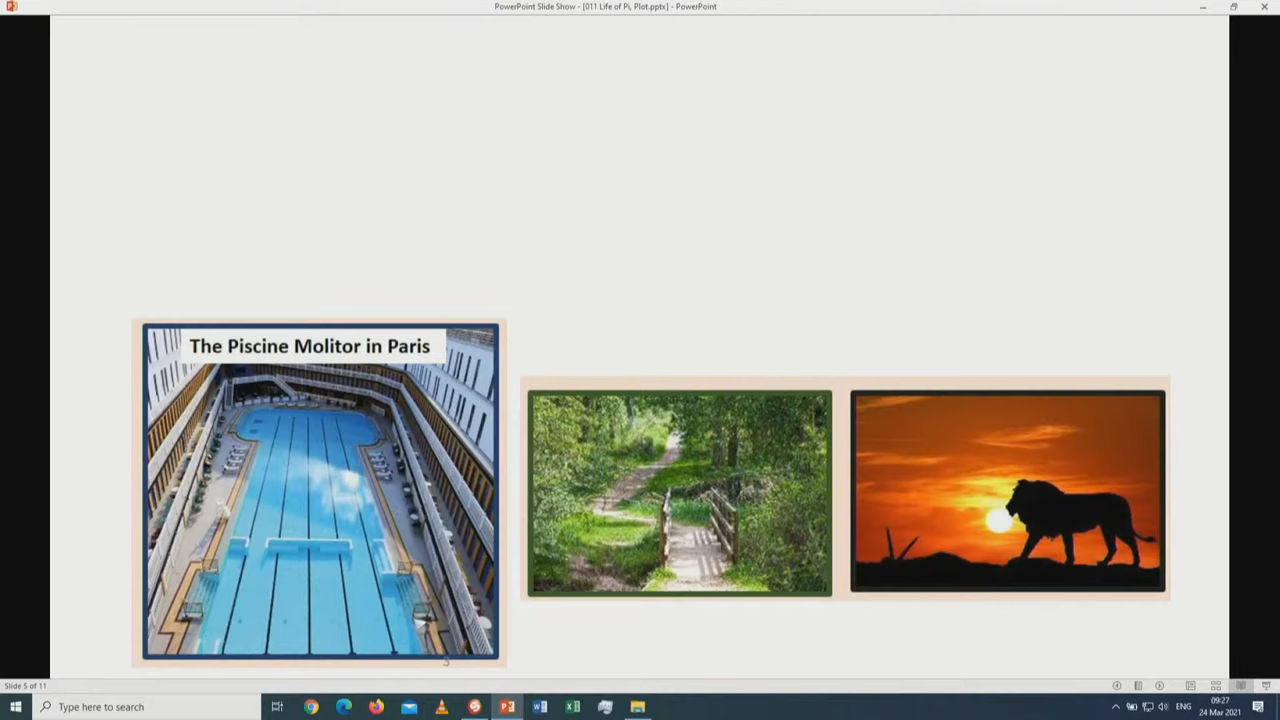 PowerPoint Slide Show - [011 Life of Pi, Plot.pptx] - PowerPoint
The Piscine Molitor in Paris
5
Slide 5 of 11
Type here to search
ENG
09:27
24 Mar 2021